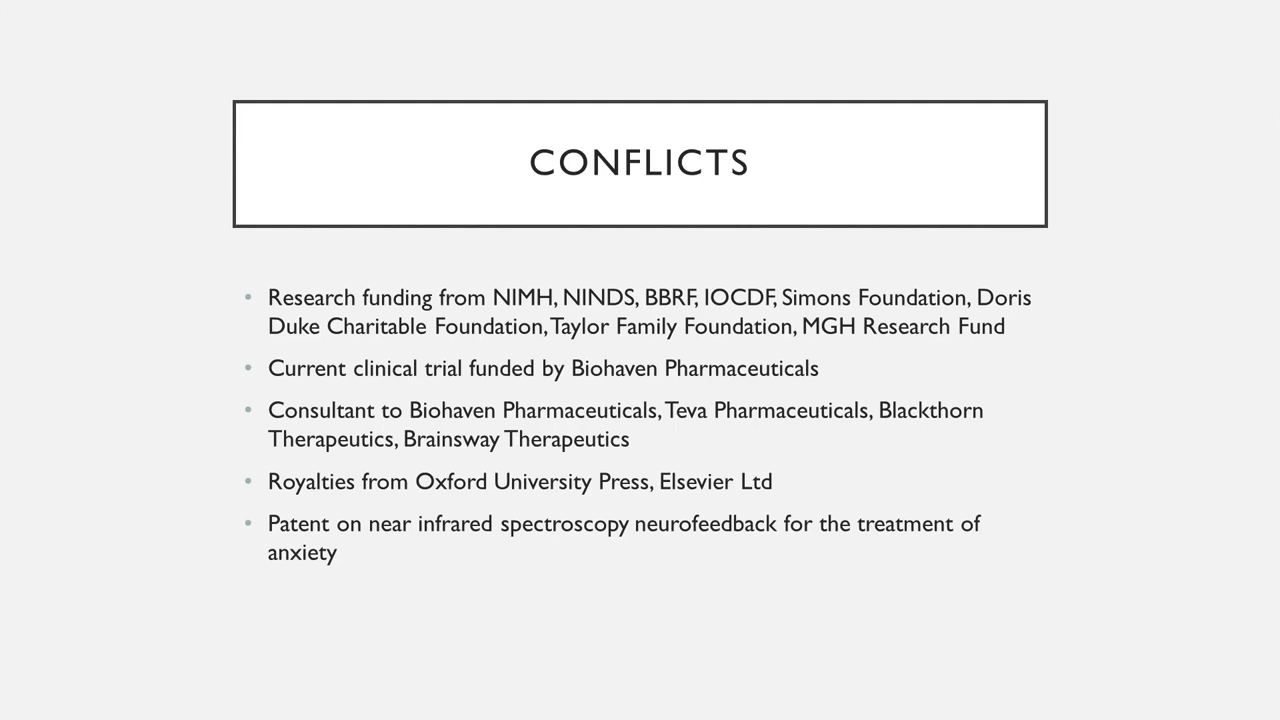 CONFLICTS
• Research funding from NIMH, NINDS, BBRF, IOCDF, Simons Foundation, Doris
Duke Charitable Foundation, Taylor Family Foundation, MGH Research Fund
• Current clinical trial funded by Biohaven Pharmaceuticals
• Consultant to Biohaven Pharmaceuticals, Teva Pharmaceuticals, Blackthorn
Therapeutics, Brainsway Therapeutics
• Royalties from Oxford University Press, Elsevier Ltd
• Patent on near infrared spectroscopy neurofeedback for the treatment of
anxiety